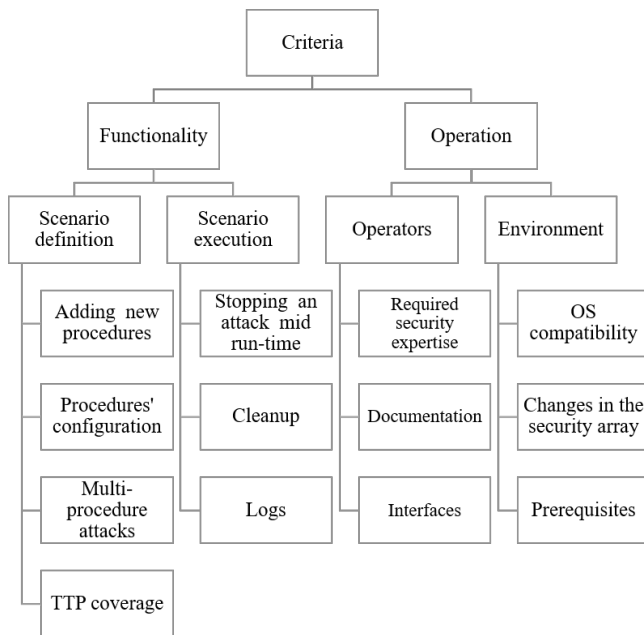 Criteria
Functionality
Operation
Scenario
definition
Scenario
execution
Operators
Environment
Adding new
procedures
Procedures'
configuration
Multi-
procedure
attacks
TTP coverage
Stopping an
attack mid
run-time
Cleanup
Logs
Required
security
expertise
Documentation
Interfaces
OS
compatibility
Changes in the
security array
Prerequisites